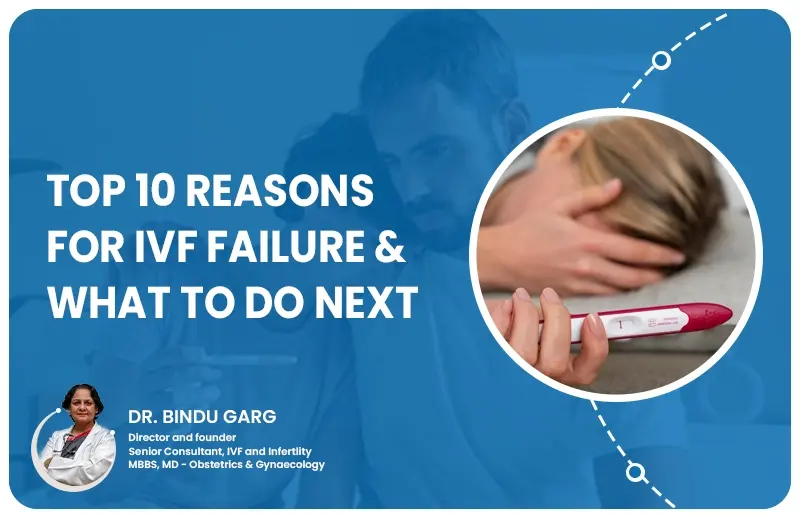 TOP 10 REASONS
FOR IVF FAILURE &
WHAT TO DO NEXT
DR. BINDU GARG
Director and founder
Senior Consultant, IVF and Infertlity
MBBS, MD - Obstetrics & Gynaecology